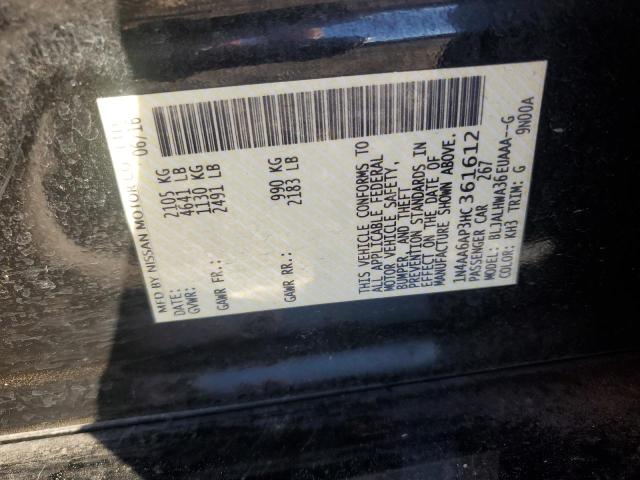 MFD BY NISSAN MOTOR CO., LTD.
DATE: 06/16
GVWR: 2105 KG
4641 LB
GAWR FR.: 1130 KG
2491 LB
GAWR RR.: 990 KG
2183 LB
THIS VEHICLE CONFORMS TO
ALL APPLICABLE FEDERAL
MOTOR VEHICLE SAFETY,
BUMPER, AND THEFT
PREVENTION STANDARDS IN
EFFECT ON THE DATE OF
MANUFACTURE SHOWN ABOVE.
1N4AA6AP3HC361612
PASSENGER CAR 267
MODEL: BLJALHWA36EUAAA--G
COLOR: KH3 TRIM: G 9N00A